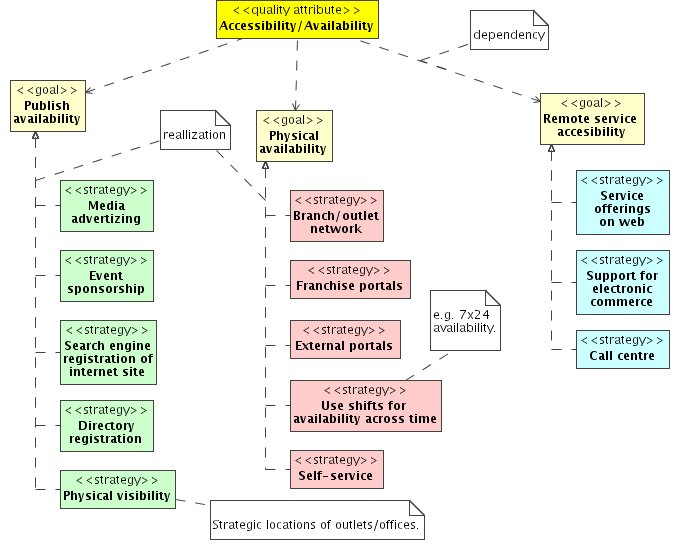 <<quality attribute>>
Accessibility/Availability
dependency
<<goal>>
Publish
availability
reallization
<<goal>>
Physical
availability
<<goal>>
Remote service
accesibility
<<strategy>>
Media
advertizing
<<strategy>>
Event
sponsorship
<<strategy>>
Search engine
registration of
internet site
<<strategy>>
Directory
registration
<<strategy>>
Physical visibility
Strategic locations of outlets/offices.
<<strategy>>
Branch/outlet
network
<<strategy>>
Franchise portals
<<strategy>>
External portals
e.g. 7x24
availability.
<<strategy>>
Use shifts for
availability across time
<<strategy>>
Self-service
<<strategy>>
Service
offerings
on web
<<strategy>>
Support for
electronic
commerce
<<strategy>>
Call centre